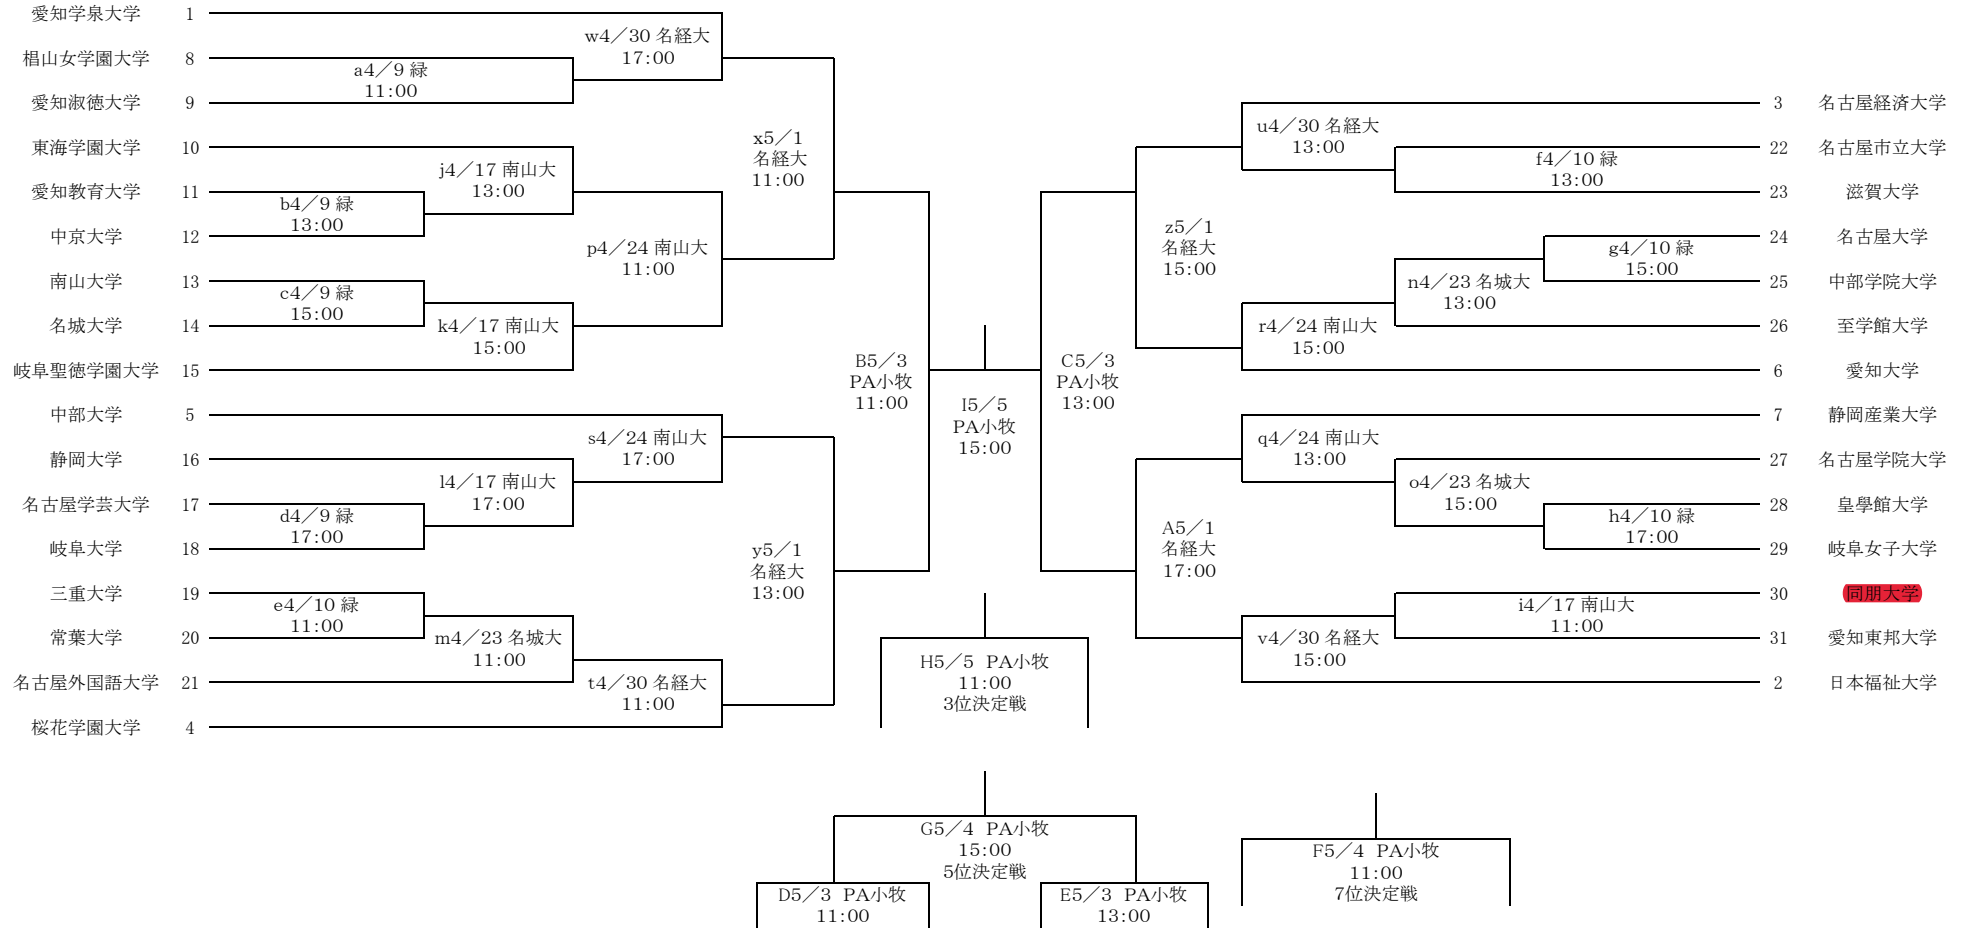 愛知学泉大学 1
椙山女学園大学 8
愛知淑徳大学 9
東海学園大学 10
愛知教育大学 11
中京大学 12
南山大学 13
名城大学 14
岐阜聖徳学園大学 15
中部大学 5
静岡大学 16
名古屋学芸大学 17
岐阜大学 18
三重大学 19
常葉大学 20
名古屋外国語大学 21
桜花学園大学 4
a4／9 緑
11:00
b4／9 緑
13:00
c4／9 緑
15:00
d4／9 緑
17:00
e4／10 緑
11:00
j4／17 南山大
13:00
k4／17 南山大
15:00
l4／17 南山大
17:00
m4／23 名城大
11:00
w4／30 名経大
17:00
p4／24 南山大
11:00
s4／24 南山大
17:00
t4／30 名経大
11:00
x5／1
名経大
11:00
y5／1
名経大
13:00
B5／3
PA小牧
11:00
I5／5
PA小牧
15:00
C5／3
PA小牧
13:00
z5／1
名経大
15:00
A5／1
名経大
17:00
u4／30 名経大
13:00
r4／24 南山大
15:00
q4／24 南山大
13:00
v4／30 名経大
15:00
n4／23 名城大
13:00
o4／23 名城大
15:00
f4／10 緑
13:00
g4／10 緑
15:00
h4／10 緑
17:00
i4／17 南山大
11:00
3 名古屋経済大学
22 名古屋市立大学
23 滋賀大学
24 名古屋大学
25 中部学院大学
26 至学館大学
6 愛知大学
7 静岡産業大学
27 名古屋学院大学
28 皇學館大学
29 岐阜女子大学
30 同朋大学
31 愛知東邦大学
2 日本福祉大学
H5／5 PA小牧
11:00
3位決定戦
G5／4 PA小牧
15:00
5位決定戦
D5／3 PA小牧
11:00
E5／3 PA小牧
13:00
F5／4 PA小牧
11:00
7位決定戦